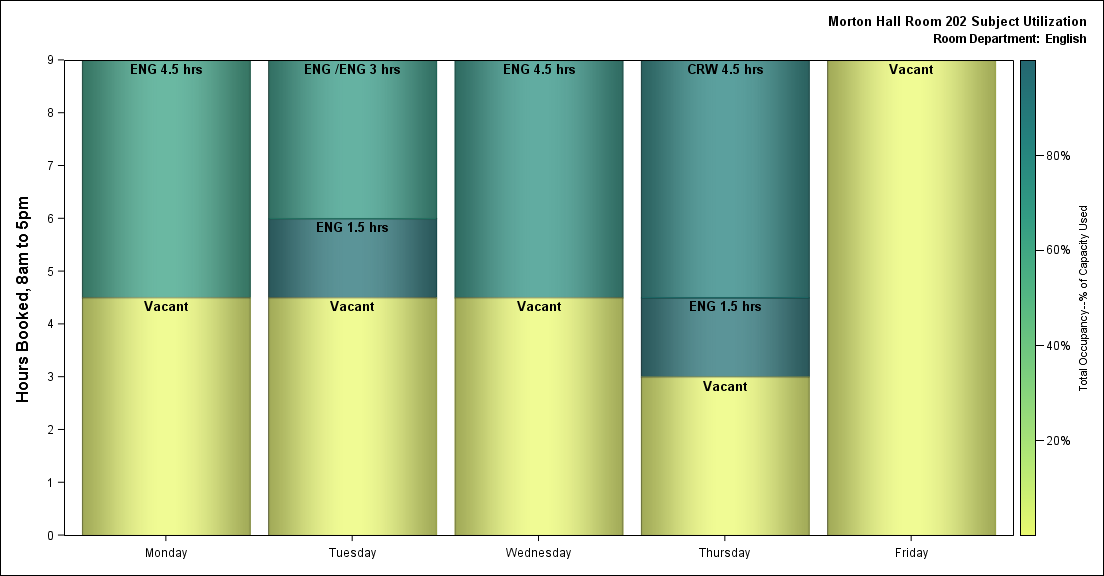 Morton Hall Room 202 Subject Utilization
Room Department: English
Hours Booked, 8am to 5pm
9
8
7
6
5
4
3
2
1
0
ENG 4.5 hrs
Vacant
ENG /ENG 3 hrs
ENG 1.5 hrs
Vacant
ENG 4.5 hrs
Vacant
CRW 4.5 hrs
ENG 1.5 hrs
Vacant
Vacant
Monday
Tuesday
Wednesday
Thursday
Friday
80%
60%
40%
20%
Total Occupancy--% of Capacity Used